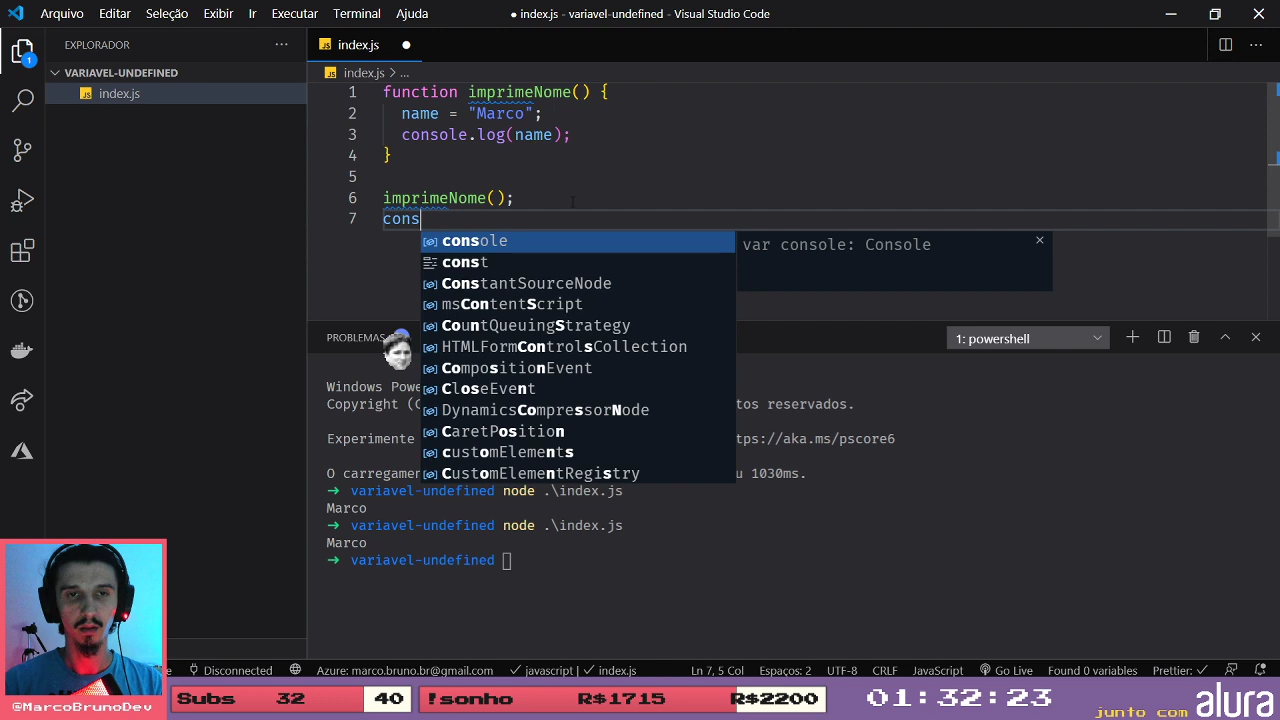 Arquivo Editar Seleção Exibir Ir Executar Terminal Ajuda
● index.js - variavel-undefined - Visual Studio Code
EXPLORADOR
1
VARIAVEL-UNDEFINED
JS index.js
JS index.js
JS index.js > ...
1 function imprimeNome() {
2 name = "Marco";
3 console.log(name);
4 }
5
6 imprimeNome();
7 cons
console
const
ConstantSourceNode
msContentScript
CountQueuingStrategy
HTMLFormControlsCollection
CompositionEvent
CloseEvent
DynamicsCompressorNode
CaretPosition
customElements
CustomElementRegistry
var console: Console
PROBLEMAS
1: powershell
Windows Pow
Copyright (C
tos reservados.
Experimente
tps://aka.ms/pscore6
O carregamen
u 1030ms.
→ variavel-undefined node .\index.js
Marco
→ variavel-undefined node .\index.js
Marco
→ variavel-undefined
Disconnected Azure: marco.bruno.br@gmail.com javascript | index.js Ln 7, 5 Col Espaços: 2 UTF-8 CRLF JavaScript Go Live Found 0 variables Prettier:
@MarcoBrunoDev
Subs 32 40 !sonho R$1715 R$2200 01:32:23
junto com alura